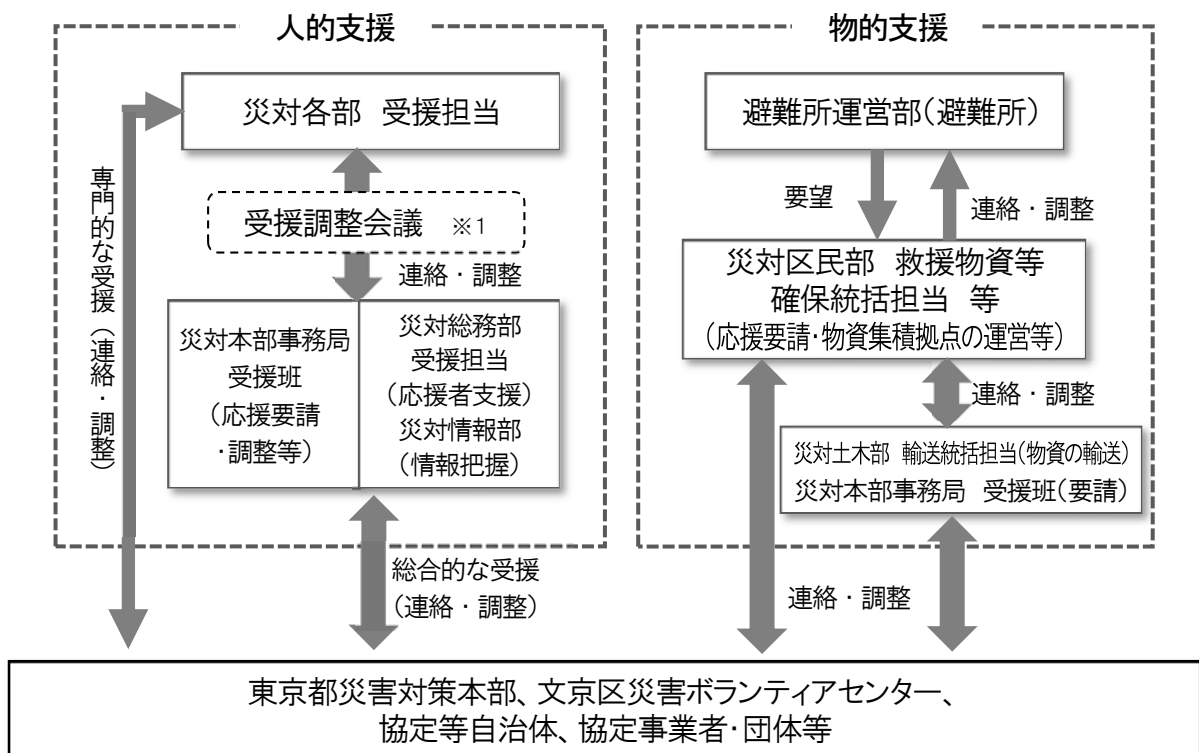 人的支援
災対各部 受援担当
専門的な受援（連絡・調整）
受援調整会議 ※1
連絡・調整
災対本部事務局
受援班
（応援要請
・調整等）
災対総務部
受援担当
(応援者支援)
災対情報部
(情報把握)
総合的な受援
（連絡・調整）
物的支援
避難所運営部（避難所）
要望
連絡・調整
災対区民部 救援物資等
確保統括担当 等
（応援要請・物資集積拠点の運営等）
連絡・調整
災対土木部 輸送統括担当(物資の輸送)
災対本部事務局 受援班（要請）
連絡・調整
東京都災害対策本部、文京区災害ボランティアセンター、
協定等自治体、協定事業者・団体等